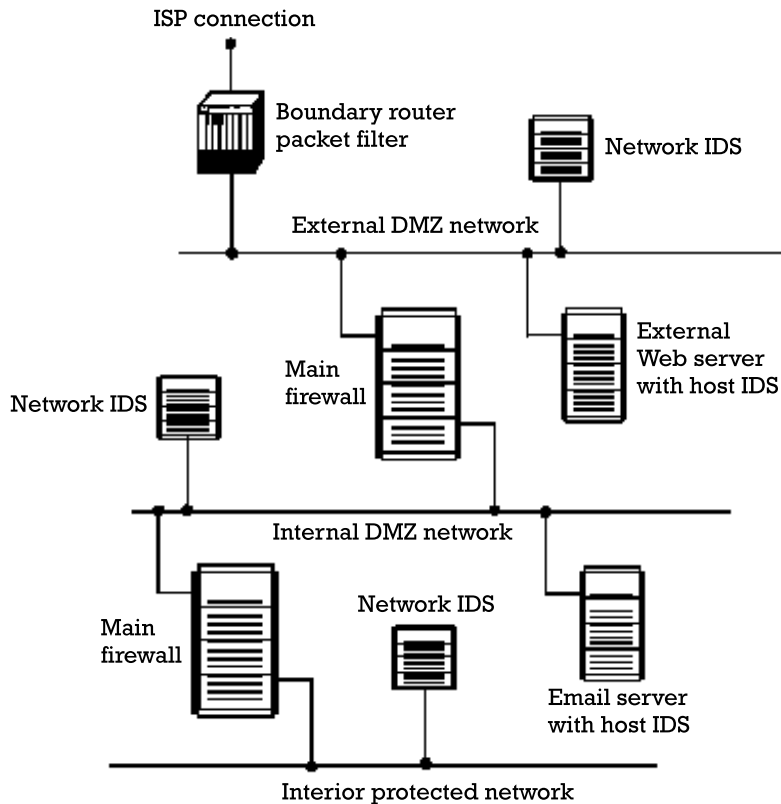 ISP connection
Boundary router
packet filter
Network IDS
External DMZ network
External
Web server
with host IDS
Main
firewall
Network IDS
Internal DMZ network
Network IDS
Main
firewall
Email server
with host IDS
Interior protected network